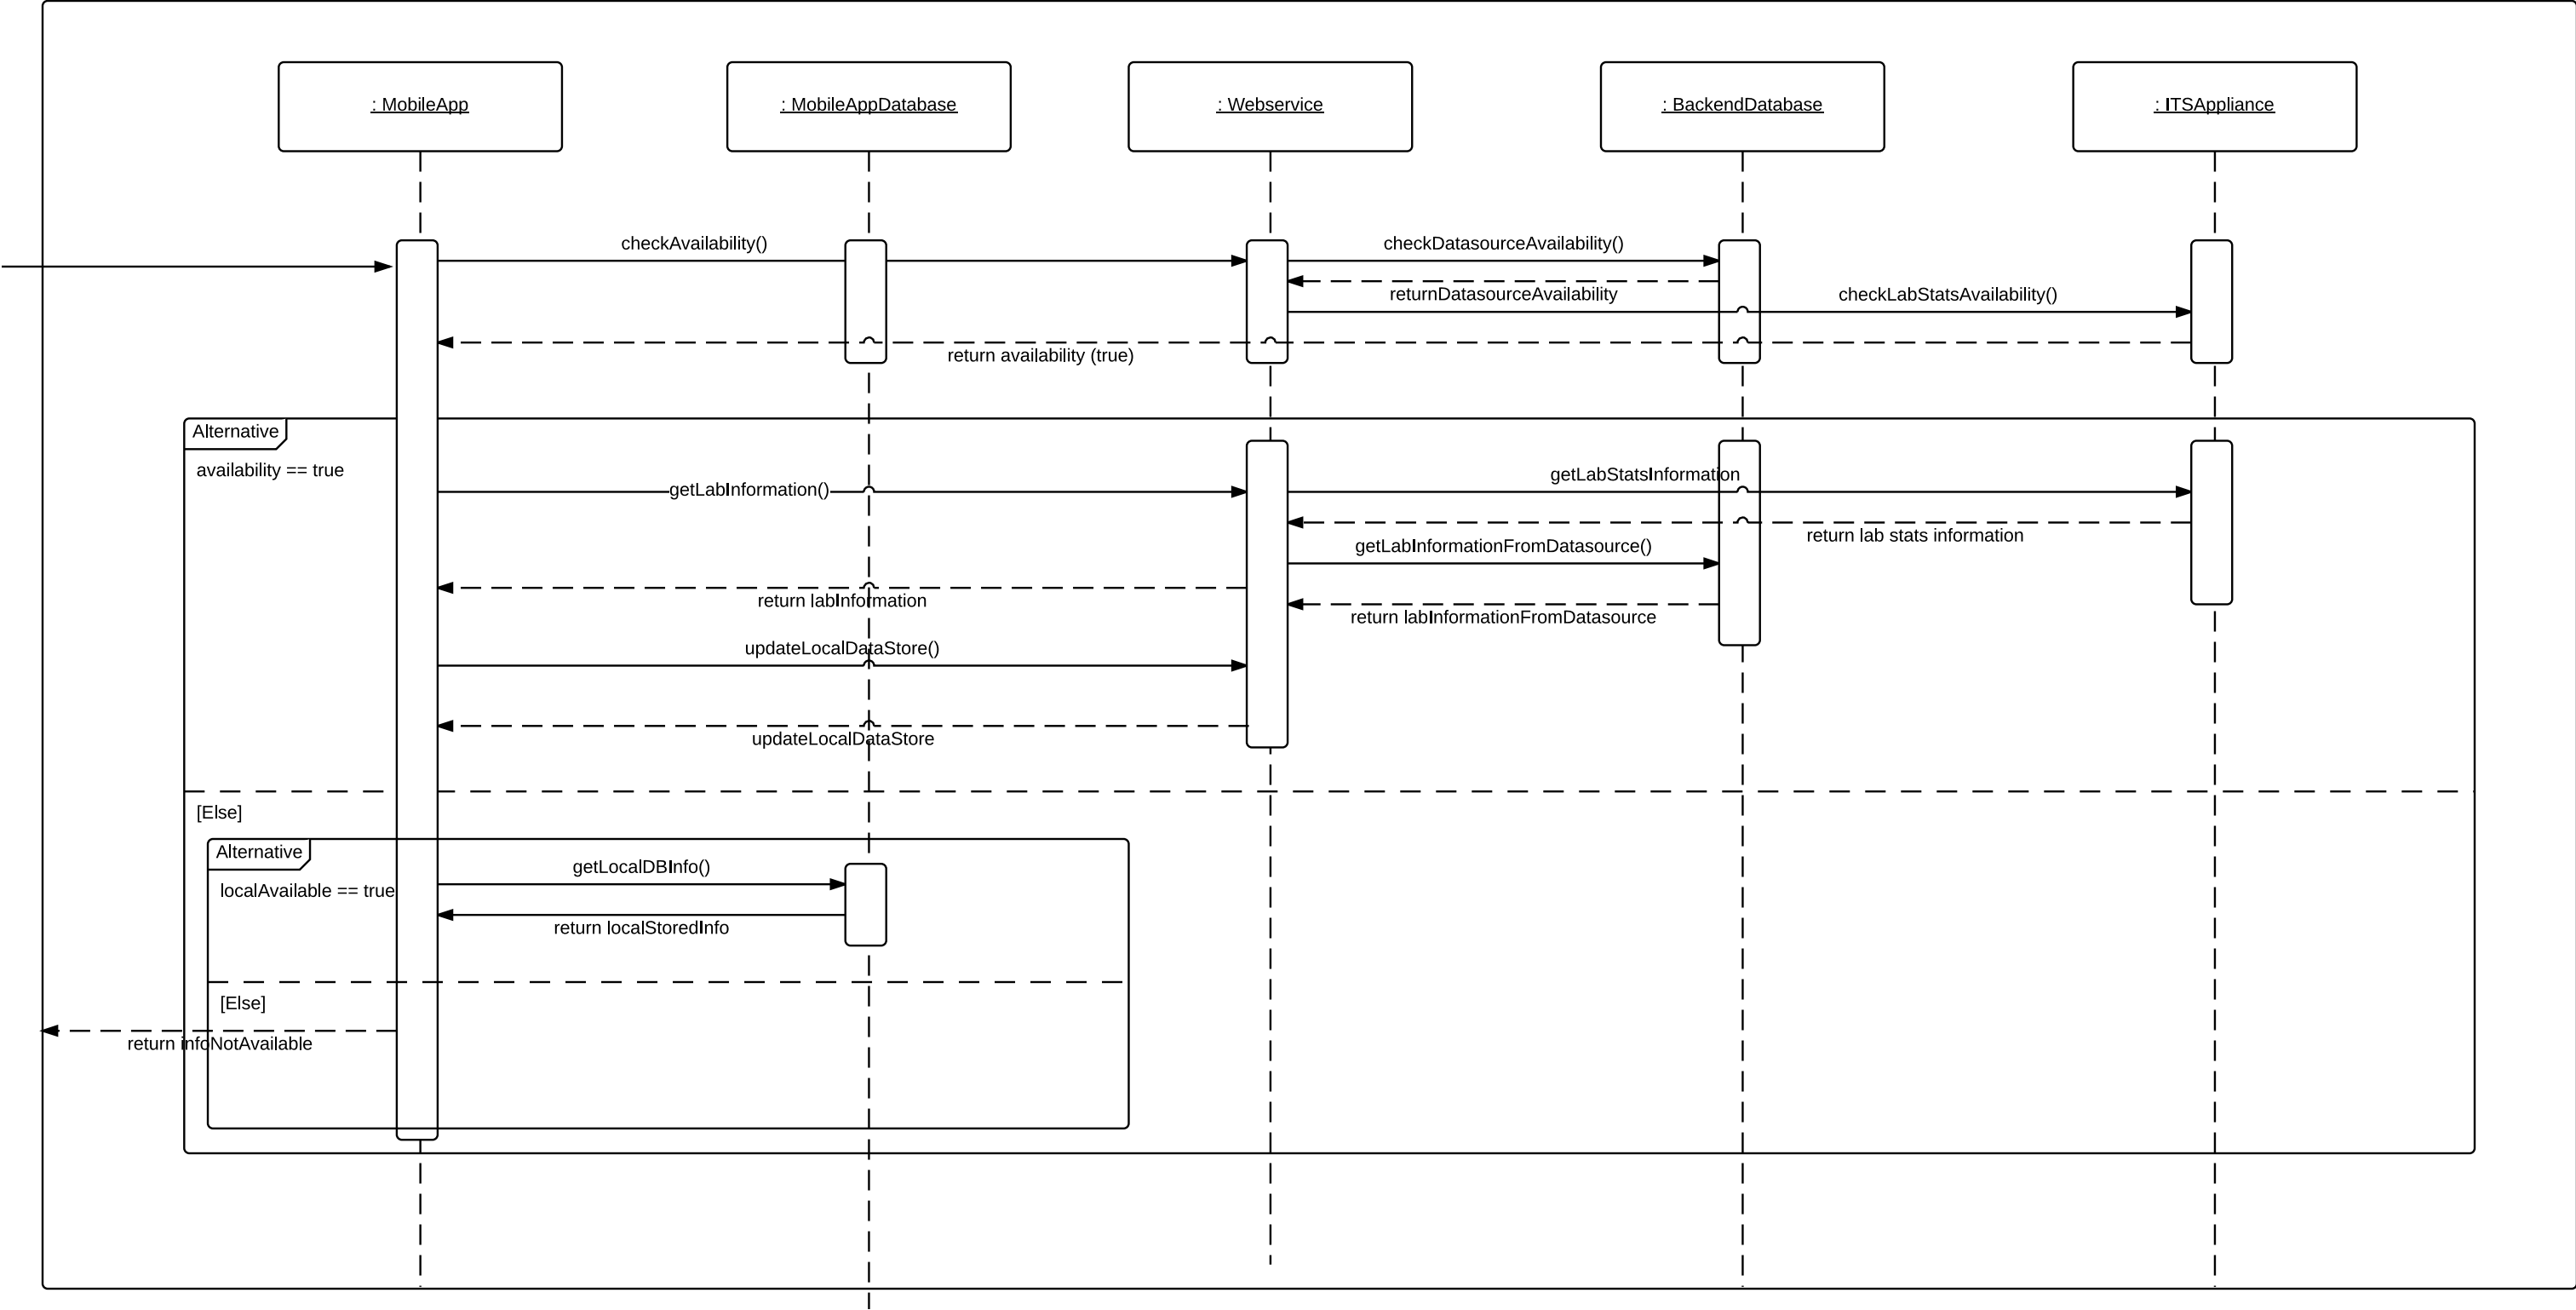 : MobileApp
: MobileAppDatabase
: Webservice
: BackendDatabase
: ITSAppliance
checkAvailability()
checkDatasourceAvailability()
returnDatasourceAvailability
checkLabStatsAvailability()
return availability (true)
Alternative
availability == true
getLabInformation()
getLabStatsInformation
return lab stats information
getLabInformationFromDatasource()
return labInformation
return labInformationFromDatasource
updateLocalDataStore()
updateLocalDataStore
[Else]
Alternative
localAvailable == true
getLocalDBInfo()
return localStoredInfo
[Else]
return infoNotAvailable